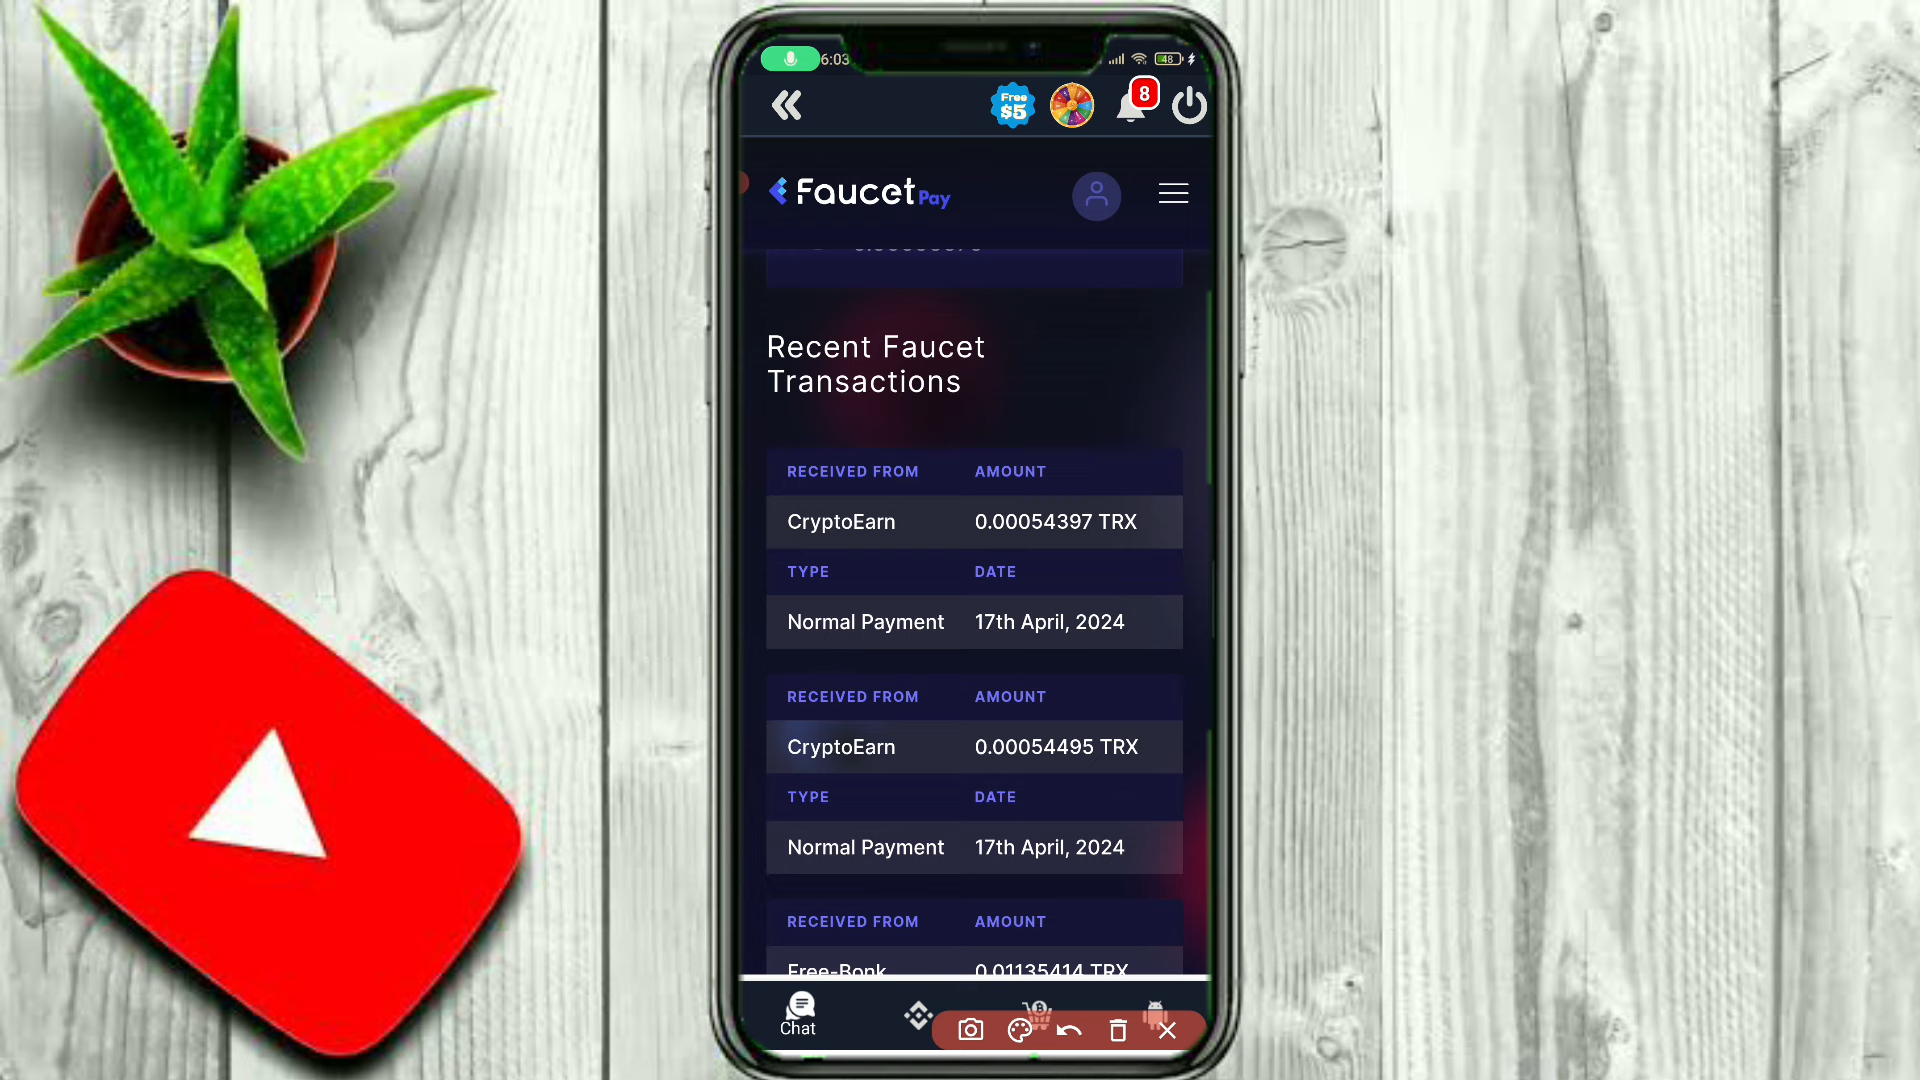 6:03
48
Free
$5
8
Faucet Pay
Recent Faucet
Transactions
RECEIVED FROM AMOUNT
CryptoEarn 0.00054397 TRX
TYPE DATE
Normal Payment 17th April, 2024
RECEIVED FROM AMOUNT
CryptoEarn 0.00054495 TRX
TYPE DATE
Normal Payment 17th April, 2024
RECEIVED FROM AMOUNT
Free-Bonk 0.01135414 TRX
Chat